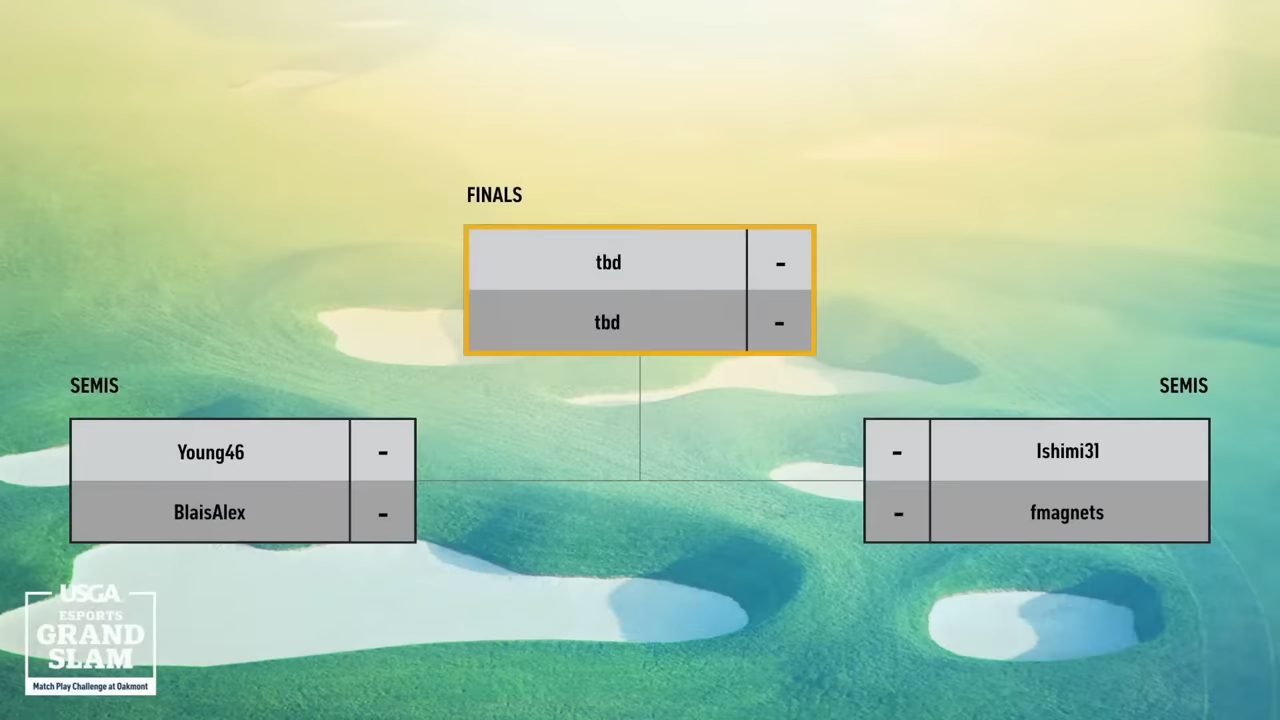 FINALS
tbd -
tbd -
SEMIS
Young46 -
BlaisAlex -
SEMIS
- Ishimi31
- fmagnets
USGA
ESPORTS
GRAND
SLAM
Match Play Challenge at Oakmont